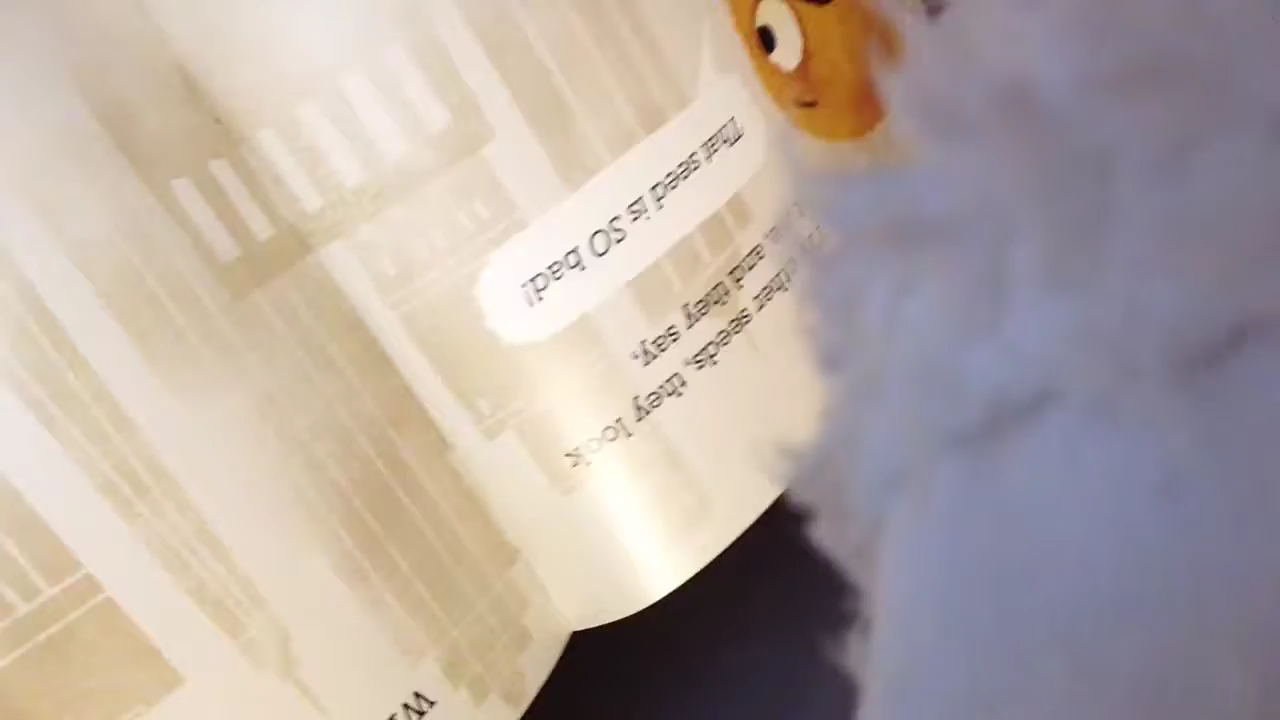 other seeds, they look
and they say,
That seed is SO bad!